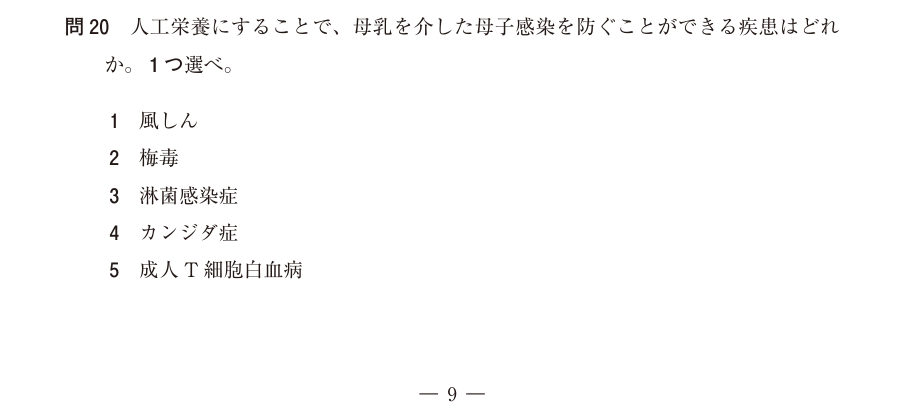 問20 人工栄養にすることで、母乳を介した母子感染を防ぐことができる疾患はどれ
か。1つ選べ。
1 風しん
2 梅毒
3 淋菌感染症
4 カンジダ症
5 成人T細胞白血病
— 9 —